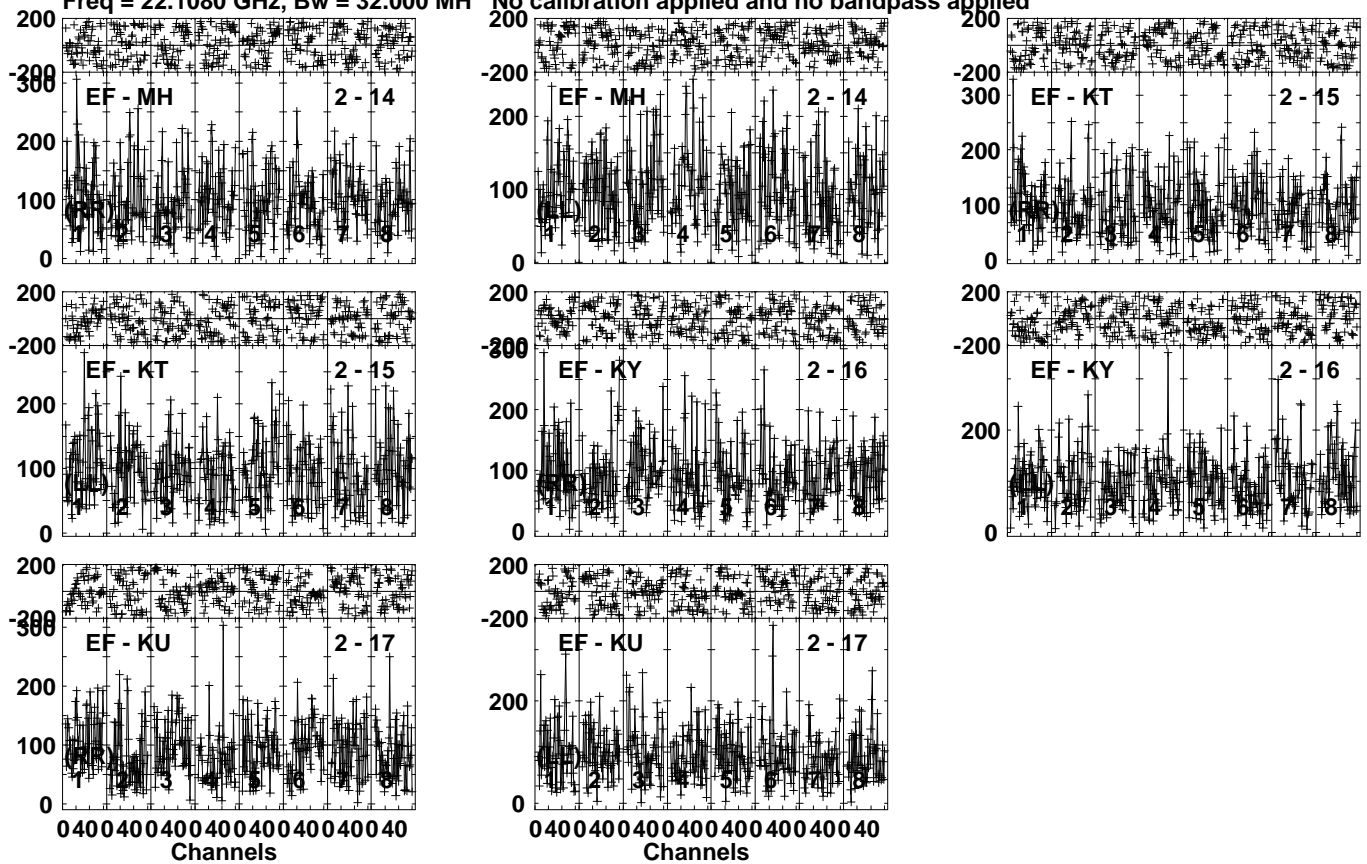 Freq = 22.1080 GHz, Bw = 32.000 MH No calibration applied and no bandpass applied
200 200 200
-200 -200 -200
300 EF - MH 2 - 14 EF - MH 2 - 14 300 EF - KT 2 - 15
200 200 200
100 100 100
(RR) (LL) (RR)
1 2 3 4 5 6 7 8 1 2 3 4 5 6 7 8 1 2 3 4 5 6 7 8
0 0 0
200 200 200
-200 -200 -200
300
EF - KT 2 - 15 EF - KY 2 - 16 EF - KY 2 - 16
200 200 200
100 100
(LL) (RR) (LL)
1 2 3 4 5 6 7 8 1 2 3 4 5 6 7 8 1 2 3 4 5 6 7 8
0 0 0
200 200
-200 -200
300
EF - KU 2 - 17 EF - KU 2 - 17
200 200
100
(RR) (LL)
1 2 3 4 5 6 7 8 1 2 3 4 5 6 7 8
0 0
0 40 0 40 0 40 0 40 0 40 0 40 0 40 0 40 0 40 0 40 0 40 0 40 0 40 0 40 0 40 0 40
Channels Channels